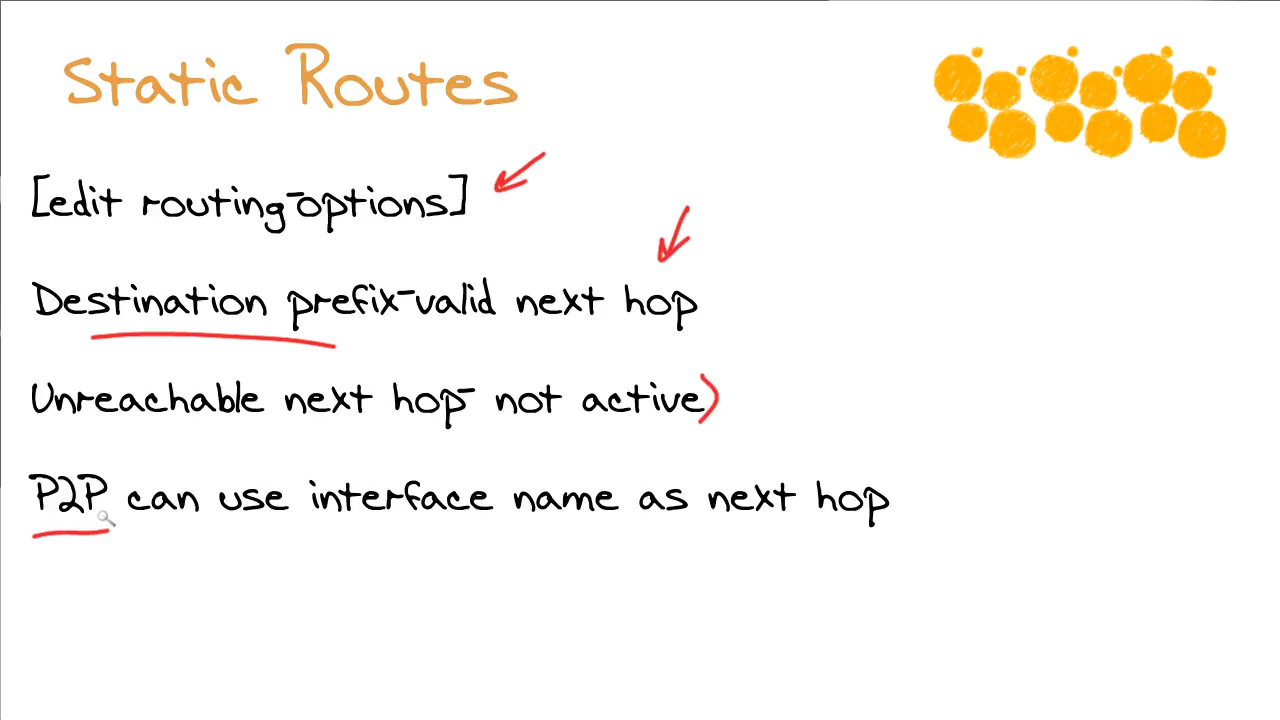 Static Routes
[edit routing-options]
Destination prefix-valid next hop
Unreachable next hop- not active
P2P can use interface name as next hop